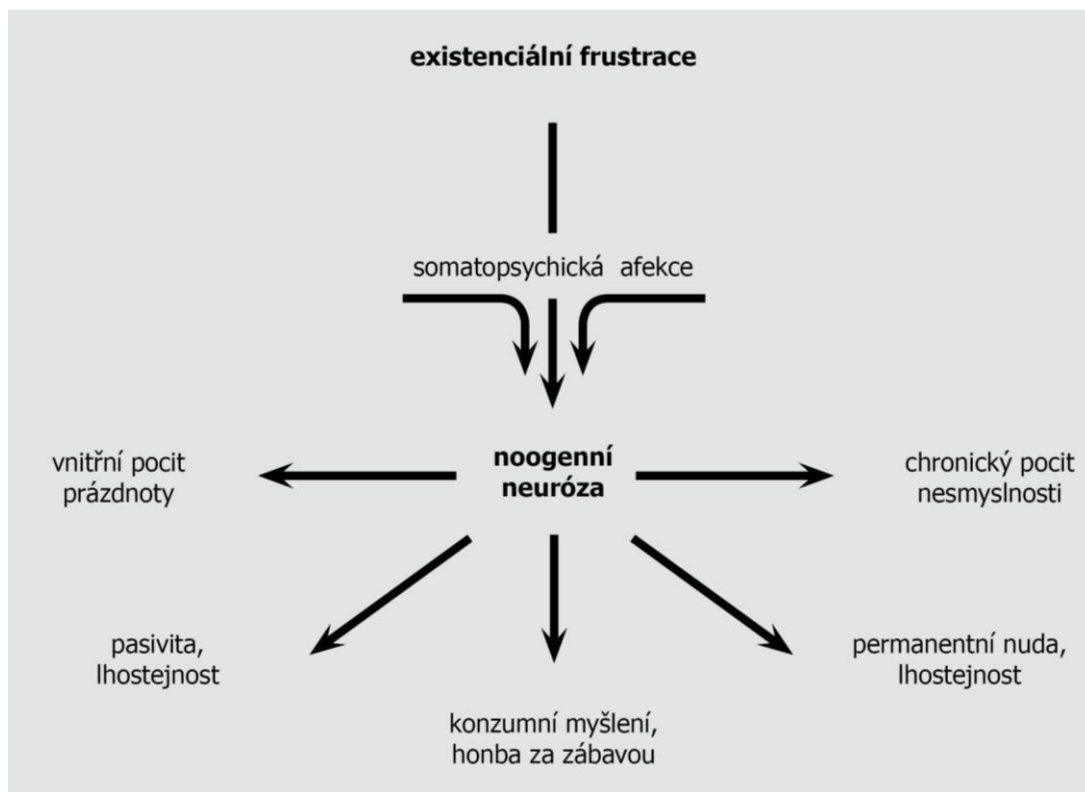 existenciální frustrace
somatopsychická afekce
vnitřní pocit
prázdnoty
noogenní
neuróza
chronický pocit
nesmyslnosti
pasivita,
lhostejnost
konzumní myšlení,
honba za zábavou
permanentní nuda,
lhostejnost